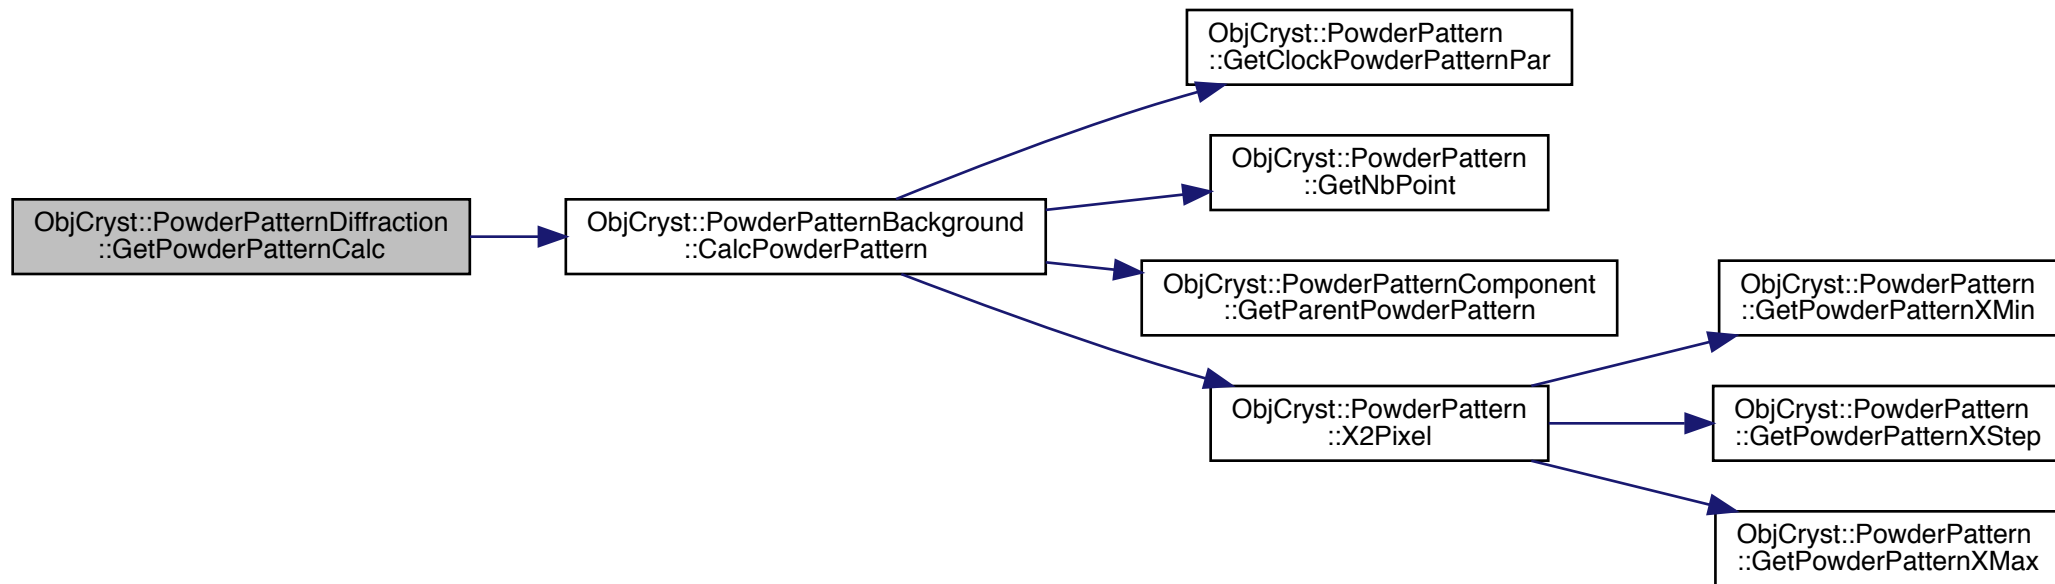 ObjCryst::PowderPatternDiffraction
::GetPowderPatternCalc
ObjCryst::PowderPatternBackground
::CalcPowderPattern
ObjCryst::PowderPattern
::GetClockPowderPatternPar
ObjCryst::PowderPattern
::GetNbPoint
ObjCryst::PowderPatternComponent
::GetParentPowderPattern
ObjCryst::PowderPattern
::X2Pixel
ObjCryst::PowderPattern
::GetPowderPatternXMin
ObjCryst::PowderPattern
::GetPowderPatternXStep
ObjCryst::PowderPattern
::GetPowderPatternXMax